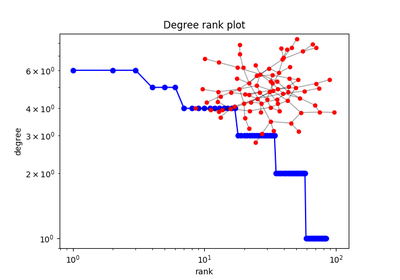 Degree rank plot
6 × 10⁰
4 × 10⁰
3 × 10⁰
2 × 10⁰
10⁰
degree
10⁰ 10¹ 10²
rank